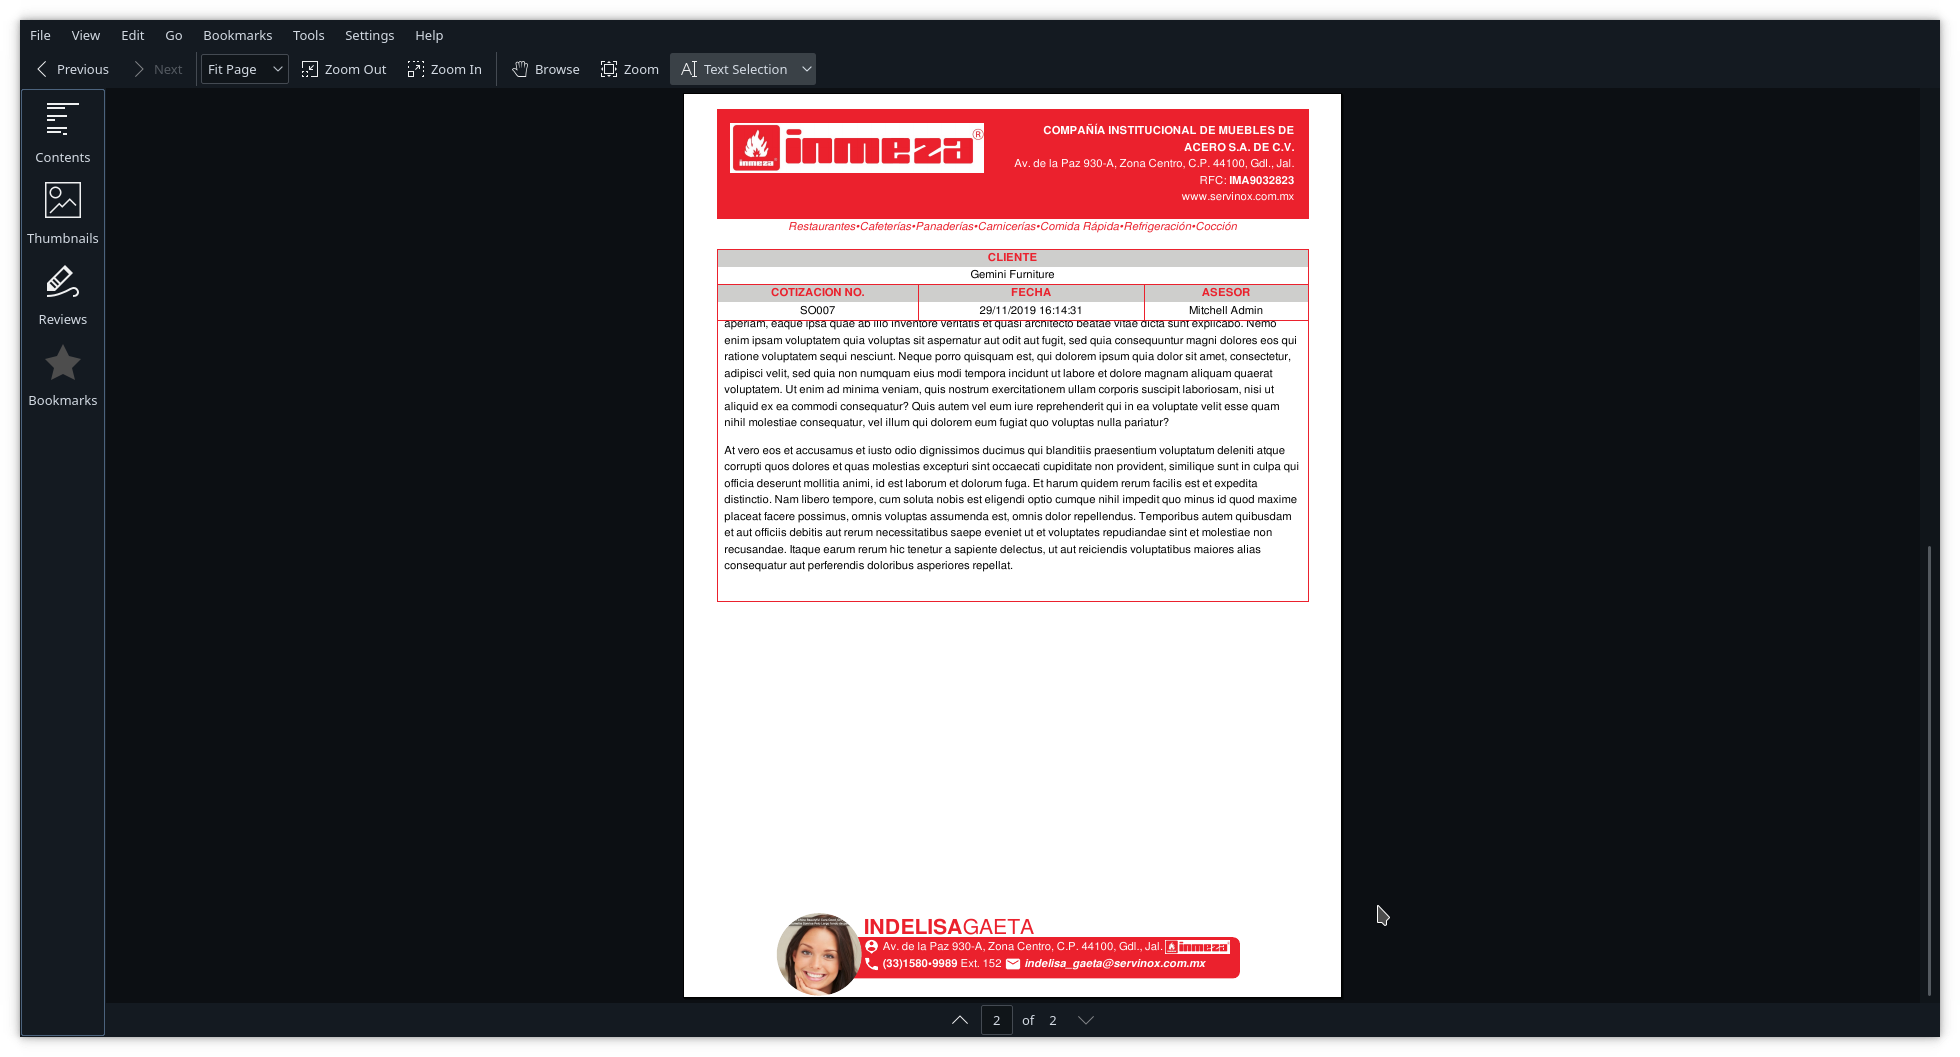 File View Edit Go Bookmarks Tools Settings Help
Previous Next Fit Page Zoom Out Zoom In Browse Zoom Text Selection
Contents
Thumbnails
Reviews
Bookmarks
inmeza
inmeza®
COMPAÑÍA INSTITUCIONAL DE MUEBLES DE
ACERO S.A. DE C.V.
Av. de la Paz 930-A, Zona Centro, C.P. 44100, Gdl., Jal.
RFC: IMA9032823
www.servinox.com.mx
Restaurantes•Cafeterías•Panaderías•Carnicerías•Comida Rápida•Refrigeración•Cocción
CLIENTE
Gemini Furniture
COTIZACION NO. FECHA ASESOR
SO007 29/11/2019 16:14:31 Mitchell Admin
aperiam, eaque ipsa quae ab illo inventore veritatis et quasi architecto beatae vitae dicta sunt explicabo. Nemo
enim ipsam voluptatem quia voluptas sit aspernatur aut odit aut fugit, sed quia consequuntur magni dolores eos qui
ratione voluptatem sequi nesciunt. Neque porro quisquam est, qui dolorem ipsum quia dolor sit amet, consectetur,
adipisci velit, sed quia non numquam eius modi tempora incidunt ut labore et dolore magnam aliquam quaerat
voluptatem. Ut enim ad minima veniam, quis nostrum exercitationem ullam corporis suscipit laboriosam, nisi ut
aliquid ex ea commodi consequatur? Quis autem vel eum iure reprehenderit qui in ea voluptate velit esse quam
nihil molestiae consequatur, vel illum qui dolorem eum fugiat quo voluptas nulla pariatur?
At vero eos et accusamus et iusto odio dignissimos ducimus qui blanditiis praesentium voluptatum deleniti atque
corrupti quos dolores et quas molestias excepturi sint occaecati cupiditate non provident, similique sunt in culpa qui
officia deserunt mollitia animi, id est laborum et dolorum fuga. Et harum quidem rerum facilis est et expedita
distinctio. Nam libero tempore, cum soluta nobis est eligendi optio cumque nihil impedit quo minus id quod maxime
placeat facere possimus, omnis voluptas assumenda est, omnis dolor repellendus. Temporibus autem quibusdam
et aut officiis debitis aut rerum necessitatibus saepe eveniet ut et voluptates repudiandae sint et molestiae non
recusandae. Itaque earum rerum hic tenetur a sapiente delectus, ut aut reiciendis voluptatibus maiores alias
consequatur aut perferendis doloribus asperiores repellat.
INDELISAGAETA
Av. de la Paz 930-A, Zona Centro, C.P. 44100, Gdl., Jal. inmeza
(33)1580•9989 Ext. 152 indelisa_gaeta@servinox.com.mx
2 of 2